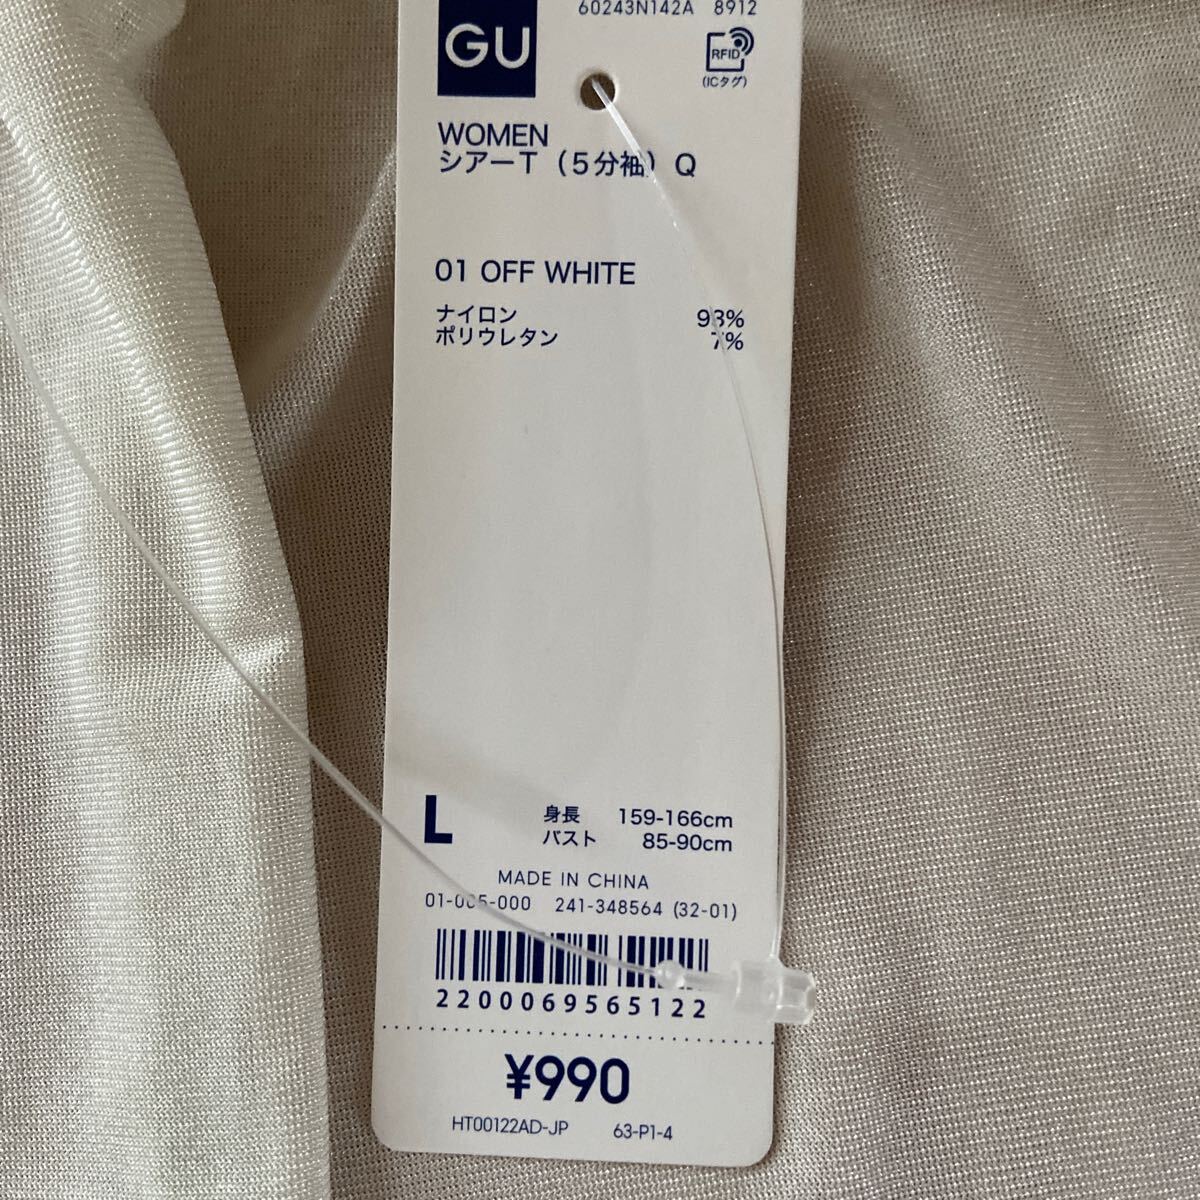 60243N142A 8912
GU
RFID
(ICタグ)
WOMEN
シアーT（5分袖）Q
01 OFF WHITE
ナイロン 93%
ポリウレタン 7%
L 身長 159-166cm
バスト 85-90cm
MADE IN CHINA
01-005-000 241-348564 (32-01)
2200069565122
¥990
HT00122AD-JP 63-P1-4